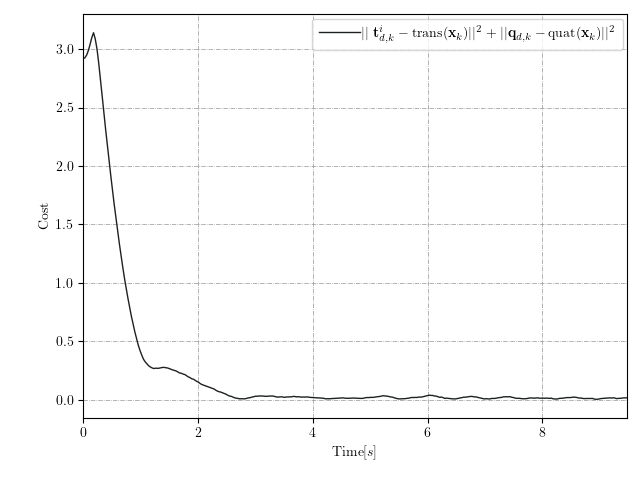 || t^i_{d,k} − trans(x_k)||^2 + ||q_{d,k} − quat(x_k)||^2
3.0
2.5
2.0
1.5
1.0
0.5
0.0
Cost
0 2 4 6 8
Time[s]